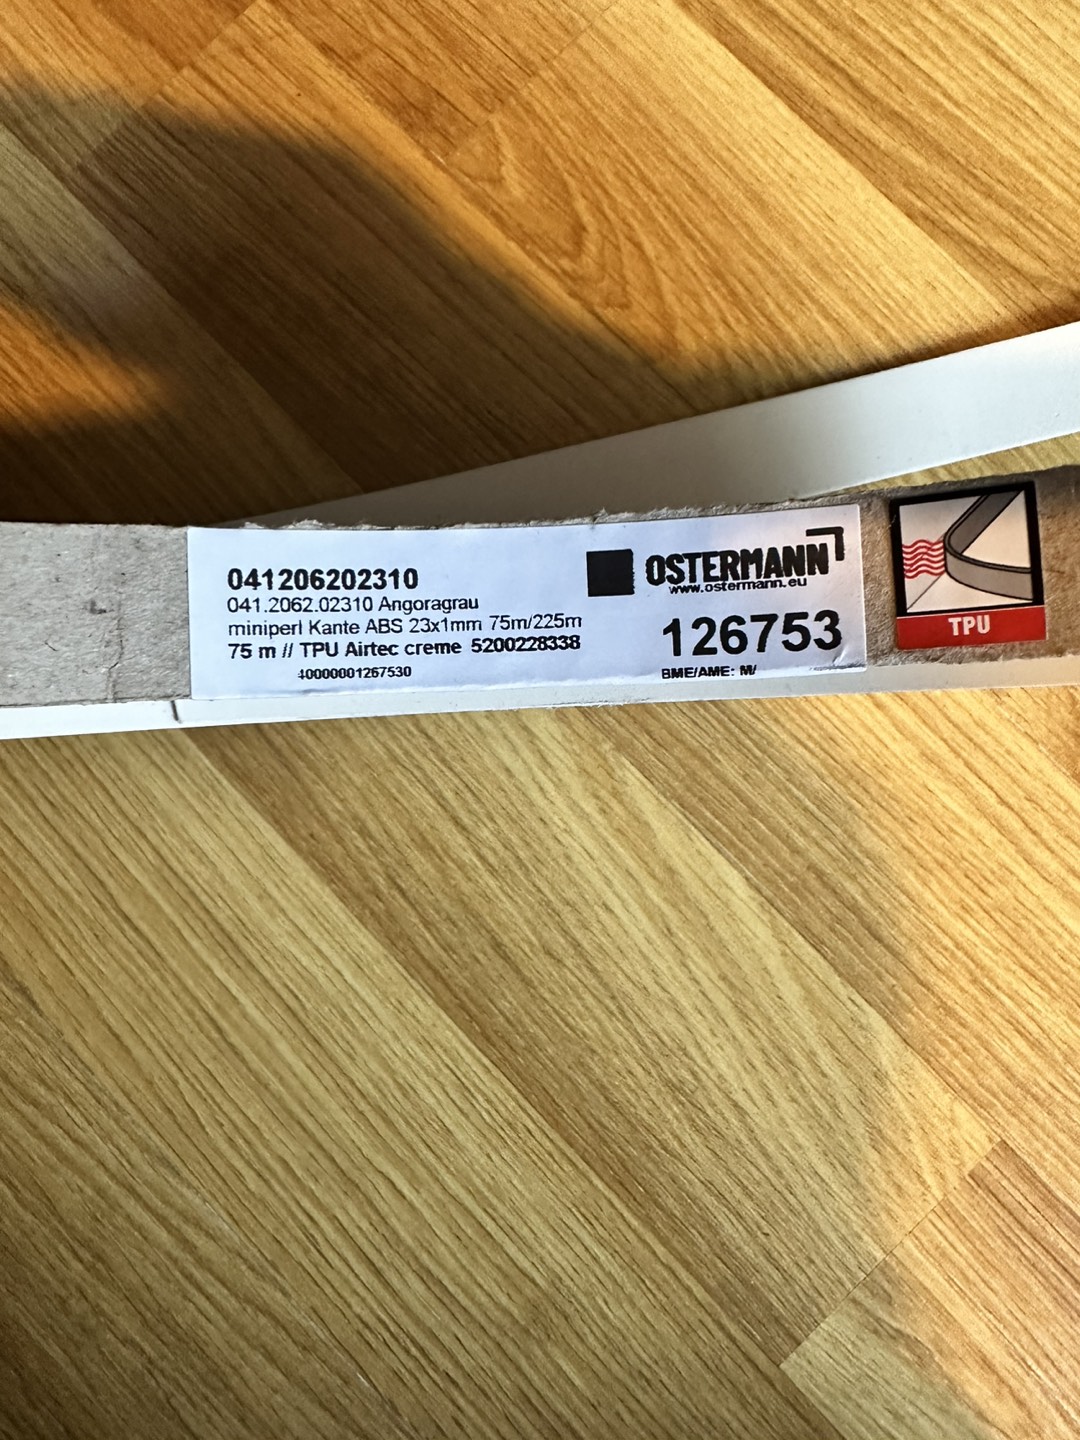 041206202310
041.2062.02310 Angoragrau
miniperl Kante ABS 23x1mm 75m/225m
75 m // TPU Airtec creme 5200228338
40000001267530
OSTERMANN
www.ostermann.eu
126753
BME/AME: M/
TPU